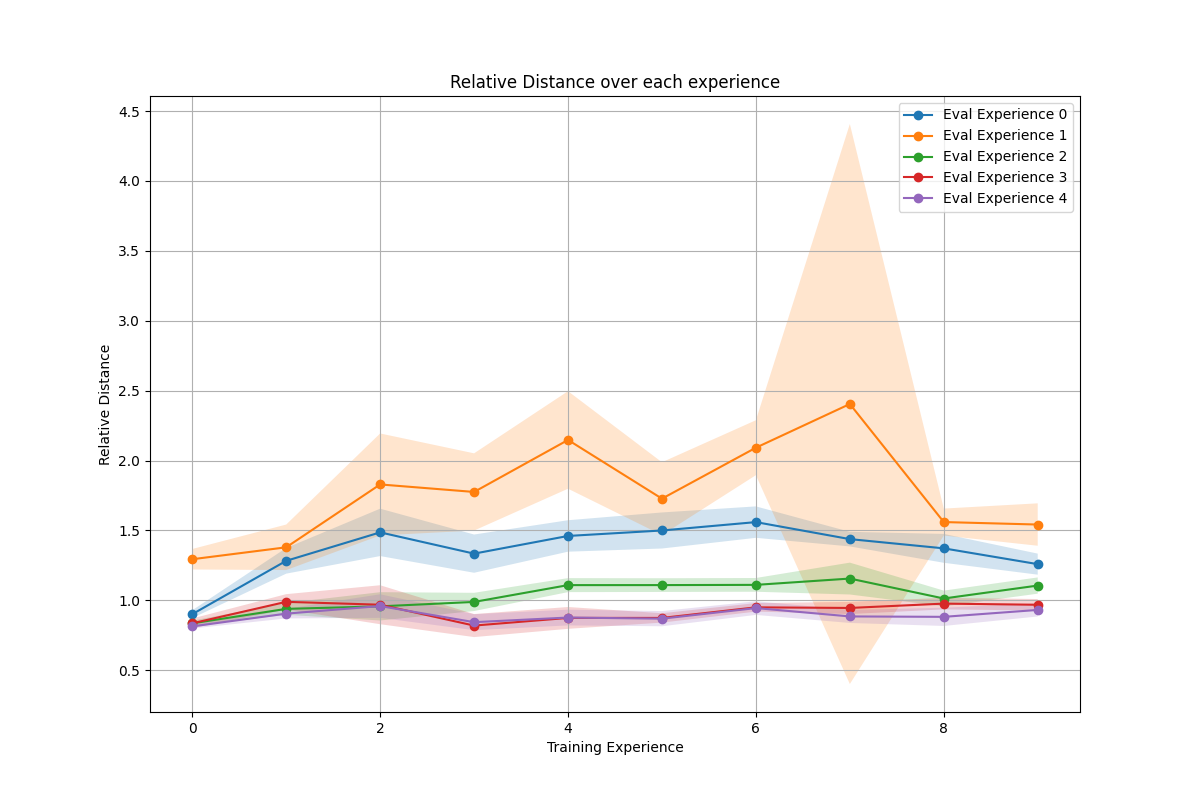 Relative Distance over each experience
4.5
4.0
3.5
3.0
2.5
2.0
1.5
1.0
0.5
Relative Distance
Eval Experience 0
Eval Experience 1
Eval Experience 2
Eval Experience 3
Eval Experience 4
0 2 4 6 8
Training Experience